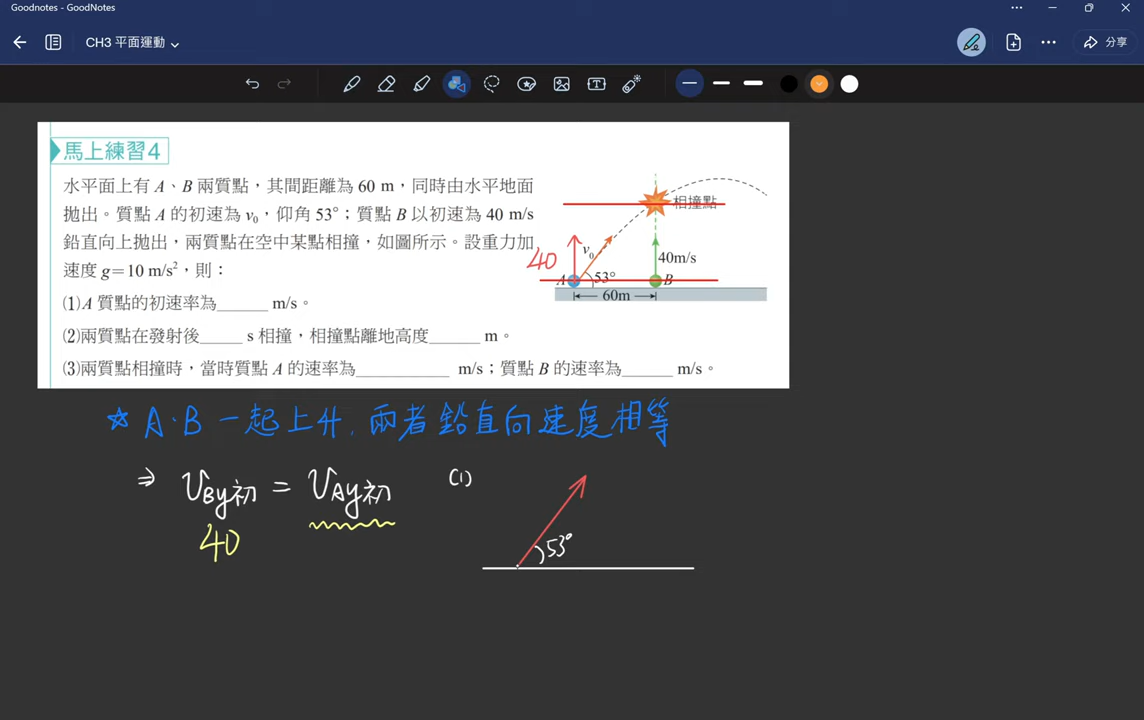 Goodnotes - GoodNotes
CH3 平面運動
分享
馬上練習4
水平面上有 A、B 兩質點，其間距離為 60 m，同時由水平地面
拋出。質點 A 的初速為 v₀，仰角 53°；質點 B 以初速為 40 m/s
鉛直向上拋出，兩質點在空中某點相撞，如圖所示。設重力加
速度 g=10 m/s²，則：
⑴A 質點的初速率為______ m/s。
⑵兩質點在發射後_____ s 相撞，相撞點離地高度______ m。
⑶兩質點相撞時，當時質點 A 的速率為___________ m/s；質點 B 的速率為______ m/s。
相撞點
40
v₀
40m/s
A
53°
B
60m
☆ A.B 一起上升, 兩者鉛直向速度相等
⇒ VBy初 = VAy初
40
(1)
53°